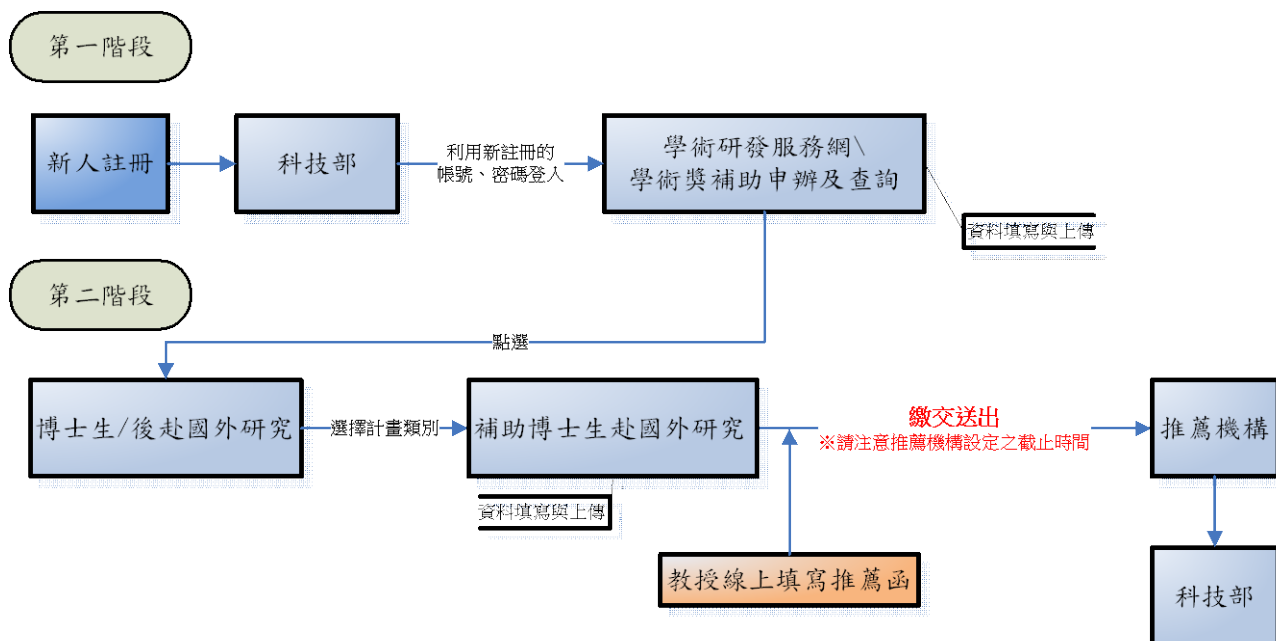 第一階段
新人註冊
科技部
利用新註冊的
帳號、密碼登入
學術研發服務網\
學術獎補助申辦及查詢
資料填寫與上傳
第二階段
點選
博士生/後赴國外研究
選擇計畫類別
補助博士生赴國外研究
繳交送出
※請注意推薦機構設定之截止時間
推薦機構
資料填寫與上傳
教授線上填寫推薦函
科技部